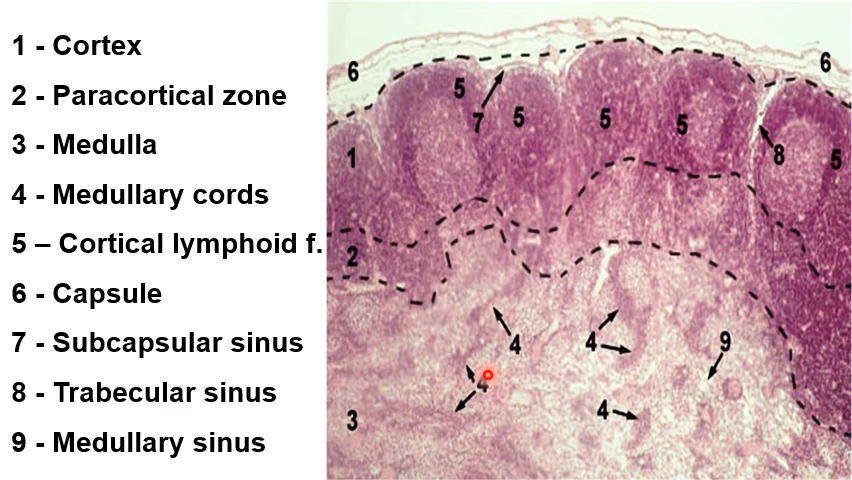 1 - Cortex
2 - Paracortical zone
3 - Medulla
4 - Medullary cords
5 – Cortical lymphoid f.
6 - Capsule
7 - Subcapsular sinus
8 - Trabecular sinus
9 - Medullary sinus
6
6
5
7
5
5
5
8
5
1
2
4
4
9
4
4
3